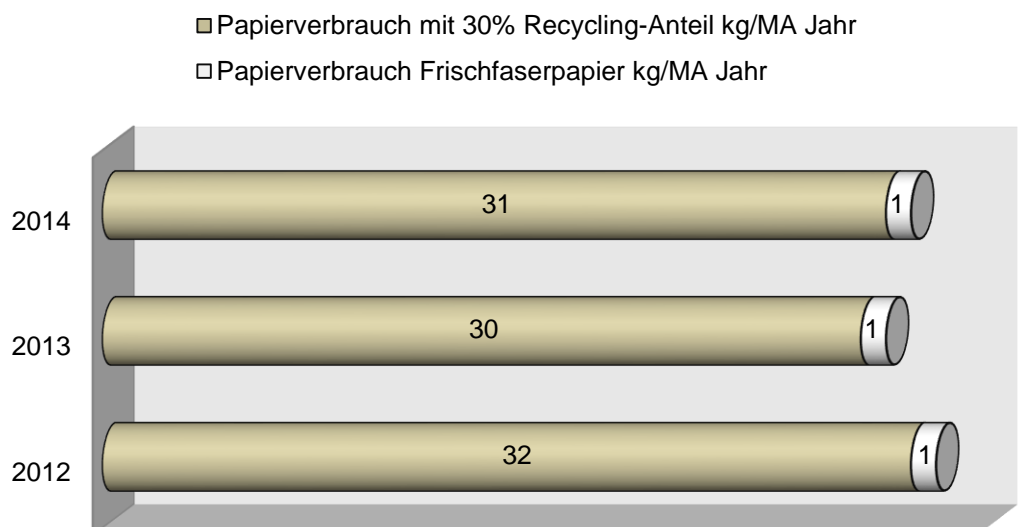 Papierverbrauch mit 30% Recycling-Anteil kg/MA Jahr
Papierverbrauch Frischfaserpapier kg/MA Jahr
2014 31 1
2013 30 1
2012 32 1